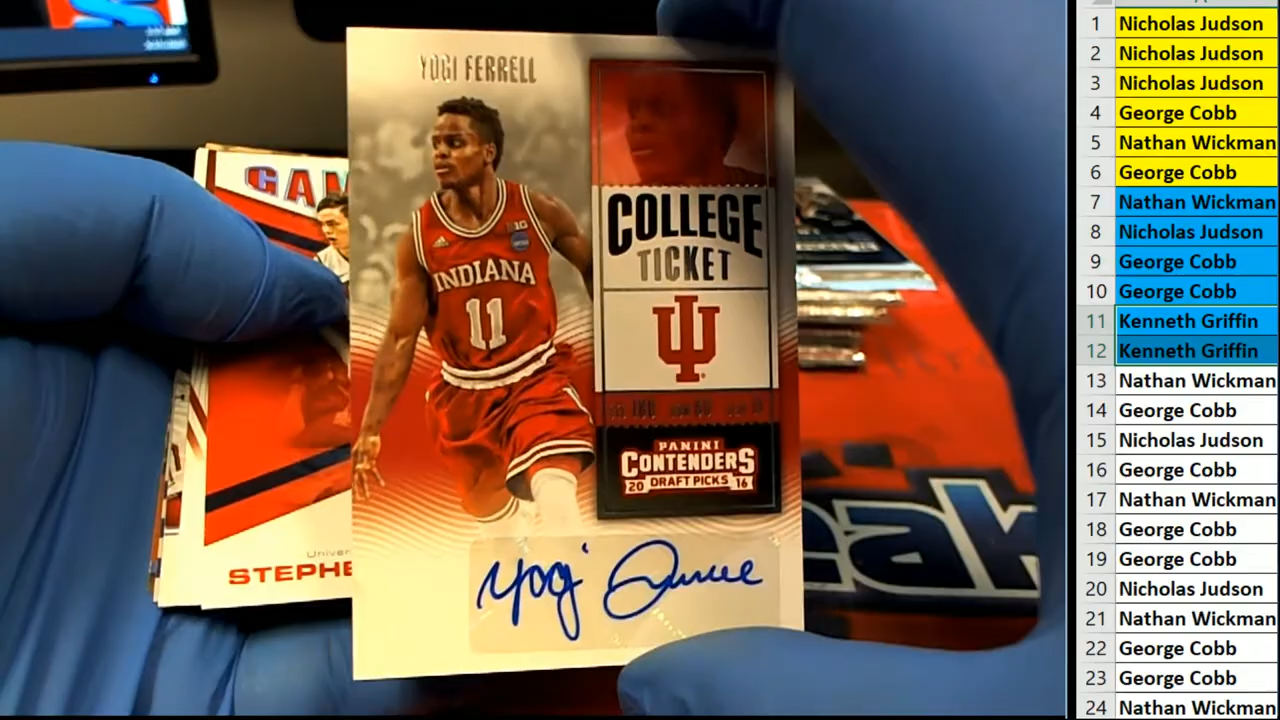 YOGI FERRELL
COLLEGE
TICKET
B1G
INDIANA
11
PANINI
CONTENDERS
20 DRAFT PICKS 16
Yogi
GAM
Univer
STEPHE
eak
1 Nicholas Judson
2 Nicholas Judson
3 Nicholas Judson
4 George Cobb
5 Nathan Wickman
6 George Cobb
7 Nathan Wickman
8 Nicholas Judson
9 George Cobb
10 George Cobb
11 Kenneth Griffin
12 Kenneth Griffin
13 Nathan Wickman
14 George Cobb
15 Nicholas Judson
16 George Cobb
17 Nathan Wickman
18 George Cobb
19 George Cobb
20 Nicholas Judson
21 Nathan Wickman
22 George Cobb
23 George Cobb
24 Nathan Wickman